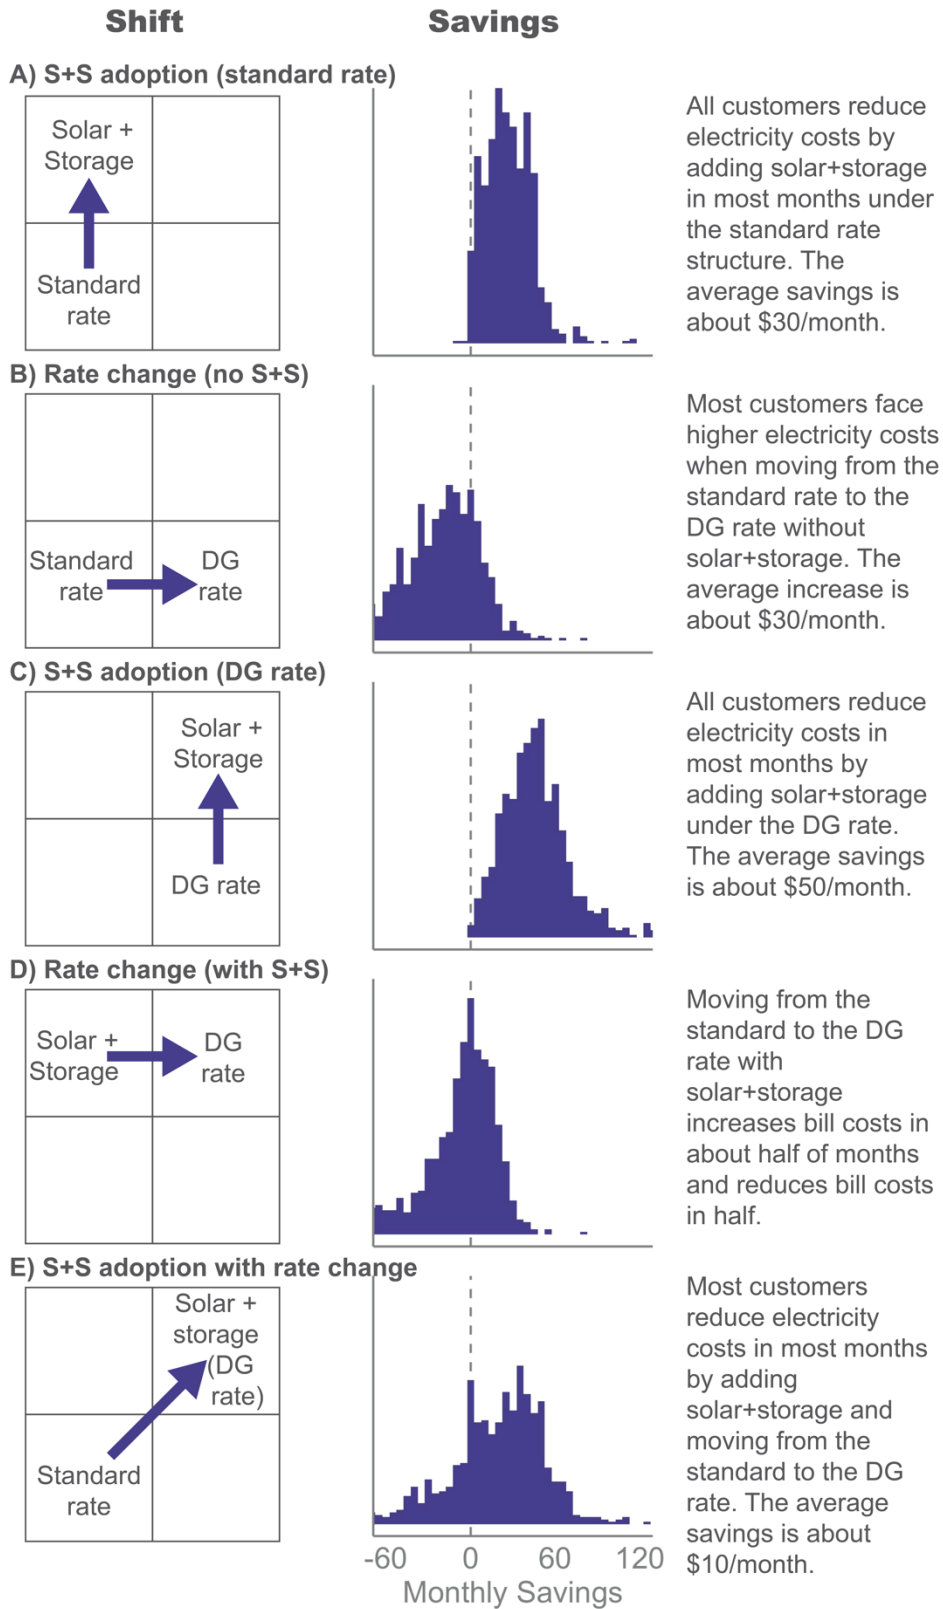 Shift
Savings
A) S+S adoption (standard rate)
Solar +
Storage
Standard
rate
All customers reduce
electricity costs by
adding solar+storage
in most months under
the standard rate
structure. The
average savings is
about $30/month.
B) Rate change (no S+S)
Standard
rate
DG
rate
Most customers face
higher electricity costs
when moving from the
standard rate to the
DG rate without
solar+storage. The
average increase is
about $30/month.
C) S+S adoption (DG rate)
Solar +
Storage
DG rate
All customers reduce
electricity costs in
most months by
adding solar+storage
under the DG rate.
The average savings
is about $50/month.
D) Rate change (with S+S)
Solar +
Storage
DG
rate
Moving from the
standard to the DG
rate with
solar+storage
increases bill costs in
about half of months
and reduces bill costs
in half.
E) S+S adoption with rate change
Solar +
storage
(DG
rate)
Standard
rate
Most customers
reduce electricity
costs in most months
by adding
solar+storage and
moving from the
standard to the DG
rate. The average
savings is about
$10/month.
-60 0 60 120
Monthly Savings